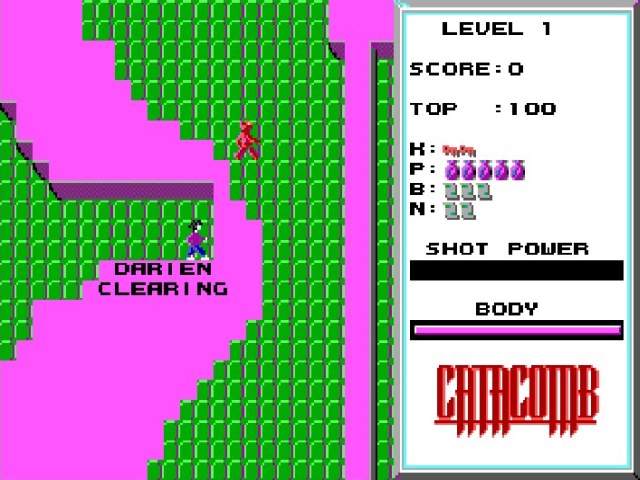 LEVEL 1
SCORE:0
TOP :100
K:
P:
B:
N:
SHOT POWER
BODY
CATACOMB
DARIEN
CLEARING